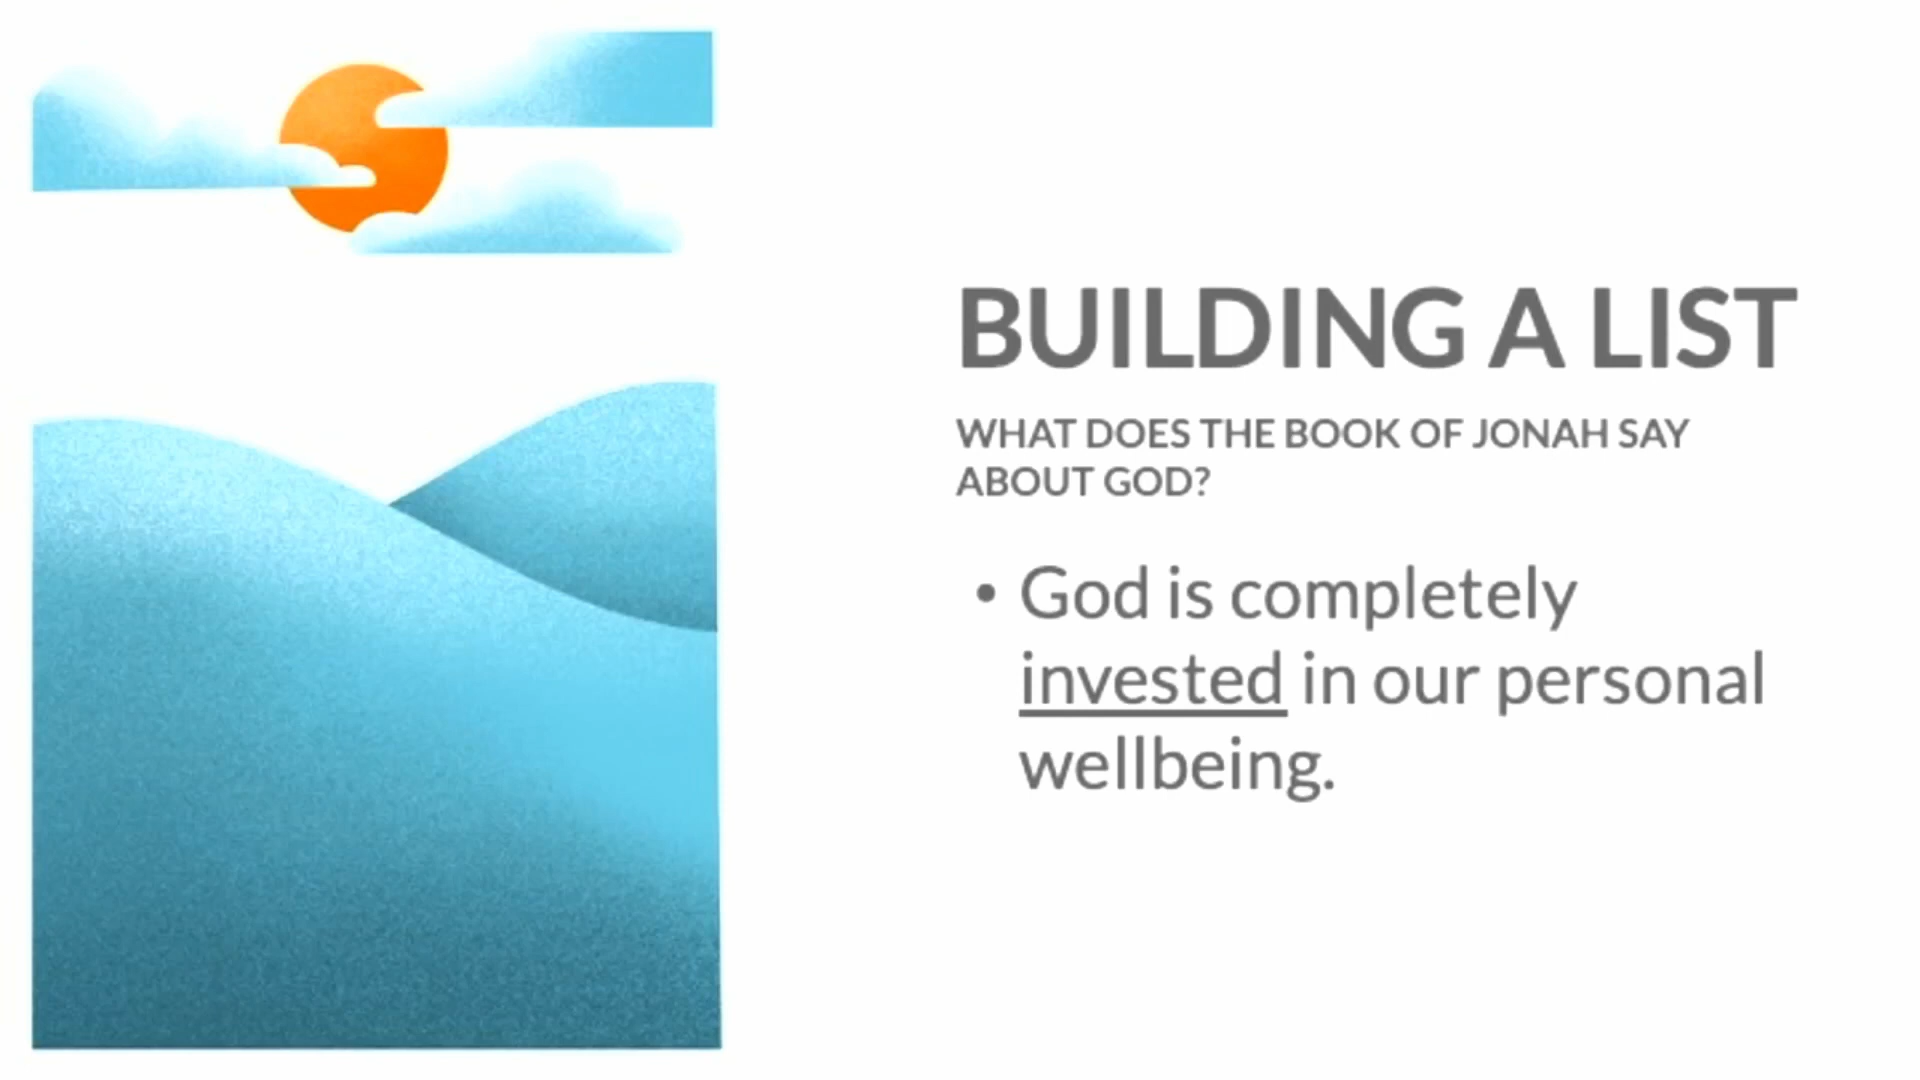 BUILDING A LIST
WHAT DOES THE BOOK OF JONAH SAY
ABOUT GOD?
• God is completely
invested in our personal
wellbeing.